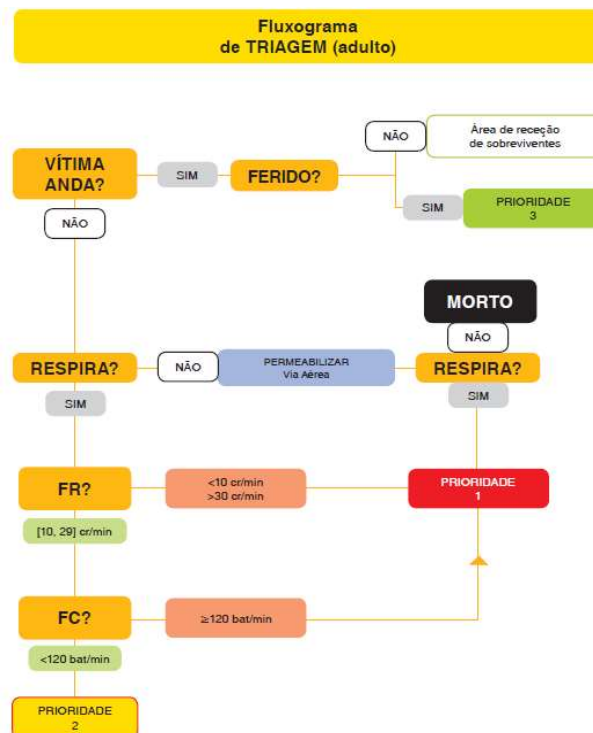 Fluxograma
de TRIAGEM (adulto)
NÃO
Área de receção
de sobreviventes
VÍTIMA
ANDA?
SIM
FERIDO?
SIM
PRIORIDADE
3
NÃO
MORTO
NÃO
RESPIRA?
NÃO
PERMEABILIZAR
Via Aérea
RESPIRA?
SIM
SIM
FR?
<10 cr/min
>30 cr/min
PRIORIDADE
1
[10, 29] cr/min
FC?
≥120 bat/min
<120 bat/min
PRIORIDADE
2